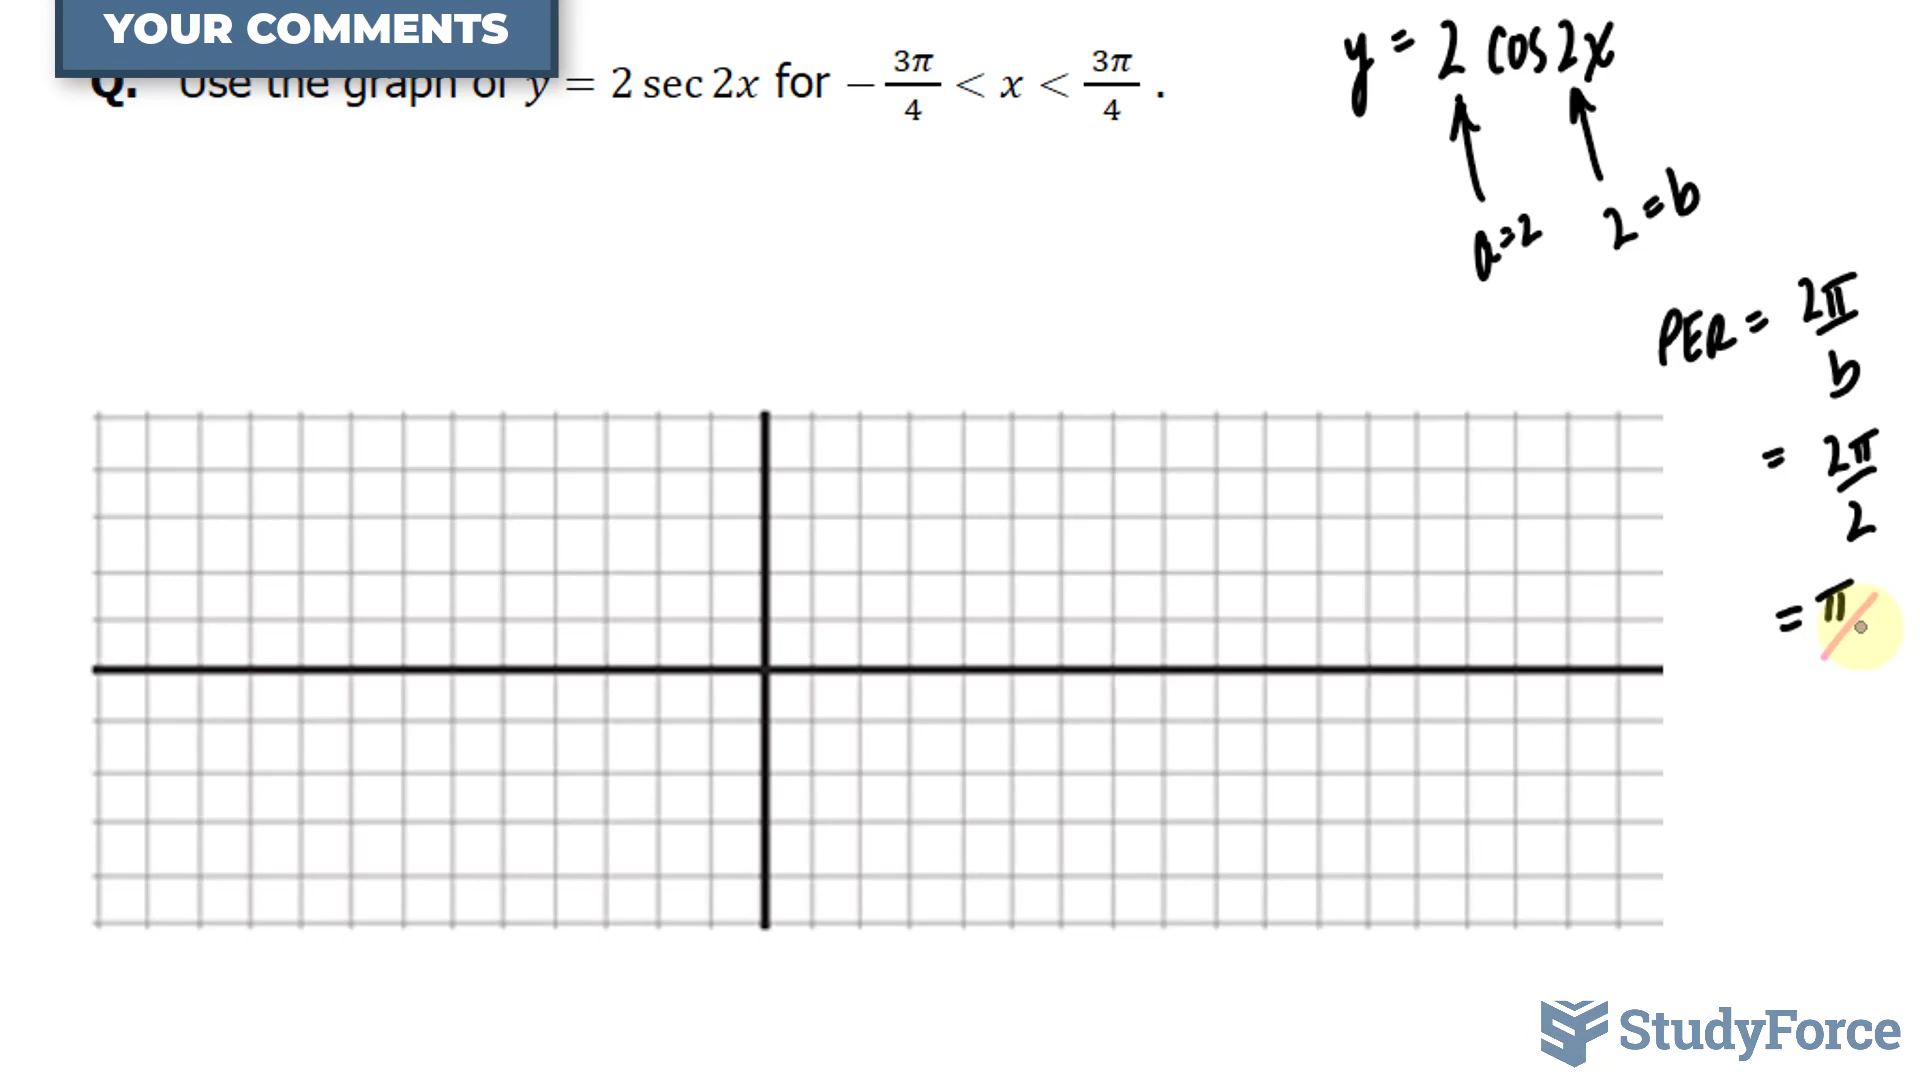 YOUR COMMENTS
Q. Use the graph of y = 2 sec 2x for −3π/4 < x < 3π/4 .
y = 2 cos 2x
a=2 2=b
PER = 2π/b
= 2π/2
= π
StudyForce